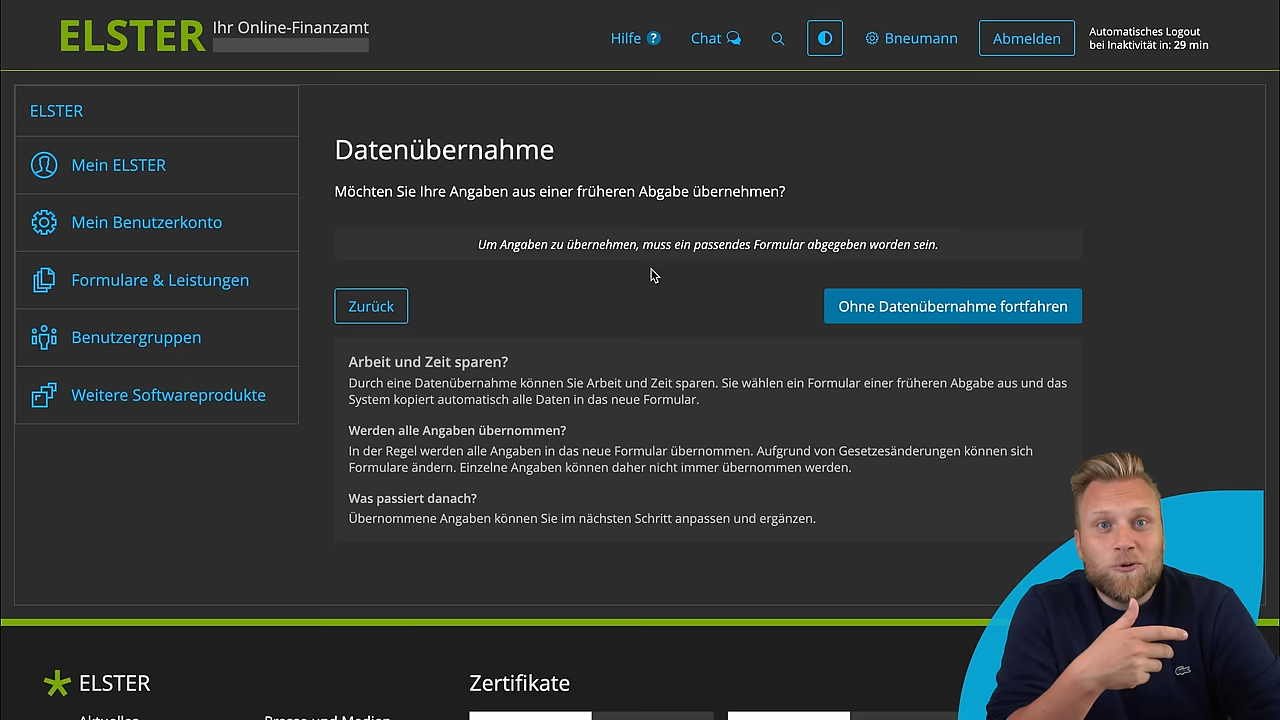 ELSTER
Ihr Online-Finanzamt
Hilfe ?
Chat
Bneumann
Abmelden
Automatisches Logout
bei Inaktivität in: 29 min
ELSTER
Mein ELSTER
Mein Benutzerkonto
Formulare & Leistungen
Benutzergruppen
Weitere Softwareprodukte
Datenübernahme
Möchten Sie Ihre Angaben aus einer früheren Abgabe übernehmen?
Um Angaben zu übernehmen, muss ein passendes Formular abgegeben worden sein.
Zurück
Ohne Datenübernahme fortfahren
Arbeit und Zeit sparen?
Durch eine Datenübernahme können Sie Arbeit und Zeit sparen. Sie wählen ein Formular einer früheren Abgabe aus und das
System kopiert automatisch alle Daten in das neue Formular.
Werden alle Angaben übernommen?
In der Regel werden alle Angaben in das neue Formular übernommen. Aufgrund von Gesetzesänderungen können sich
Formulare ändern. Einzelne Angaben können daher nicht immer übernommen werden.
Was passiert danach?
Übernommene Angaben können Sie im nächsten Schritt anpassen und ergänzen.
ELSTER
Zertifikate
Aktuelles
Presse und Medien